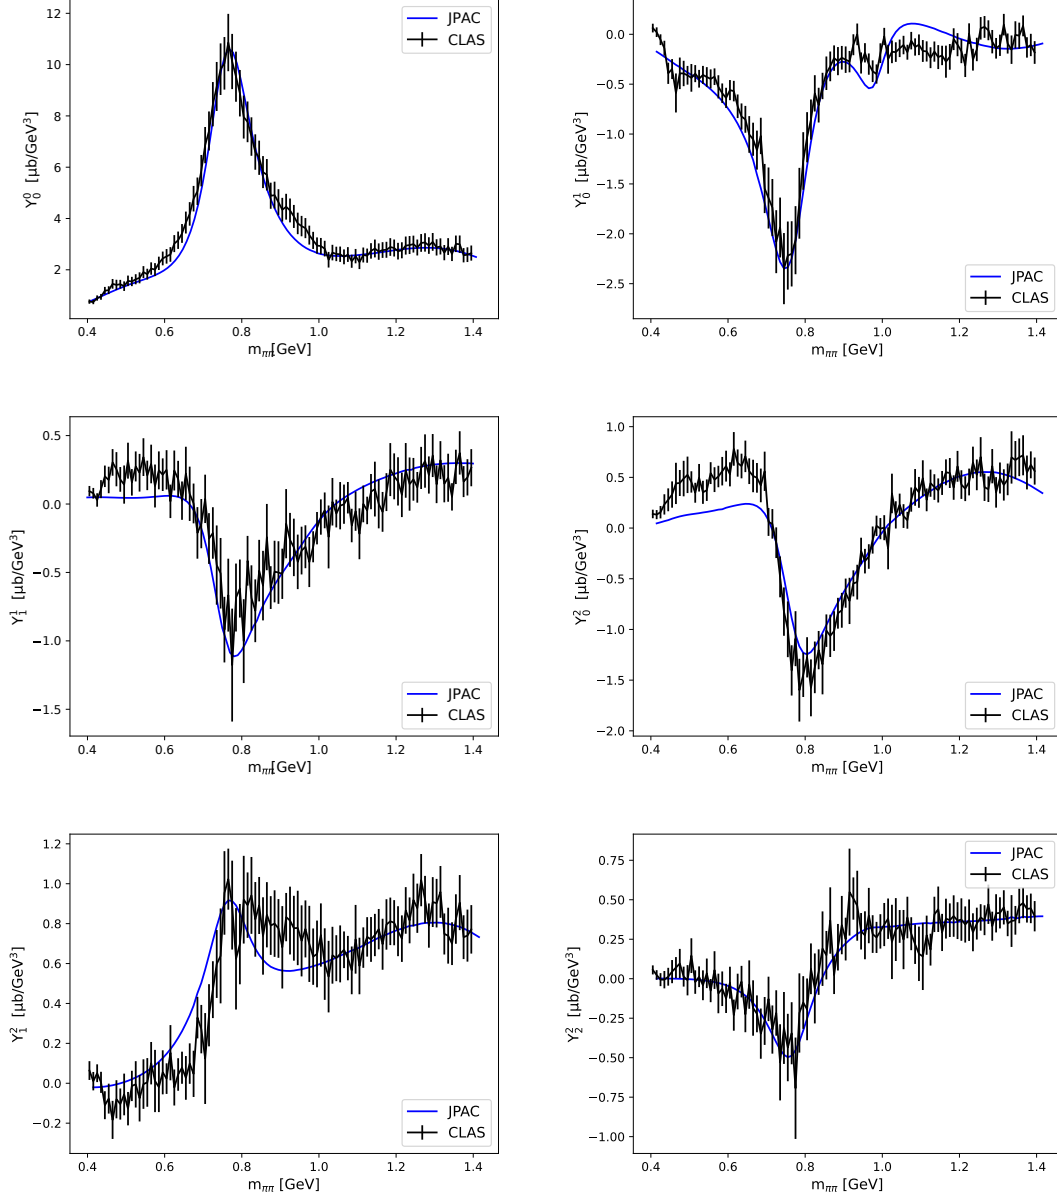 12
10
8
6
4
2
Y⁰₀ [μb/GeV³]
0.4 0.6 0.8 1.0 1.2 1.4
mππ[GeV]
JPAC
CLAS
0.0
−0.5
−1.0
−1.5
−2.0
−2.5
Y¹₀ [μb/GeV³]
0.4 0.6 0.8 1.0 1.2 1.4
mππ [GeV]
JPAC
CLAS
0.5
0.0
−0.5
−1.0
−1.5
Y¹₁ [μb/GeV³]
0.4 0.6 0.8 1.0 1.2 1.4
mππ[GeV]
JPAC
CLAS
1.0
0.5
0.0
−0.5
−1.0
−1.5
−2.0
Y²₀ [μb/GeV³]
0.4 0.6 0.8 1.0 1.2 1.4
mππ [GeV]
JPAC
CLAS
1.2
1.0
0.8
0.6
0.4
0.2
0.0
−0.2
Y²₁ [μb/GeV³]
0.4 0.6 0.8 1.0 1.2 1.4
mππ [GeV]
JPAC
CLAS
0.75
0.50
0.25
0.00
−0.25
−0.50
−0.75
−1.00
Y²₂ [μb/GeV³]
0.4 0.6 0.8 1.0 1.2 1.4
mππ [GeV]
JPAC
CLAS